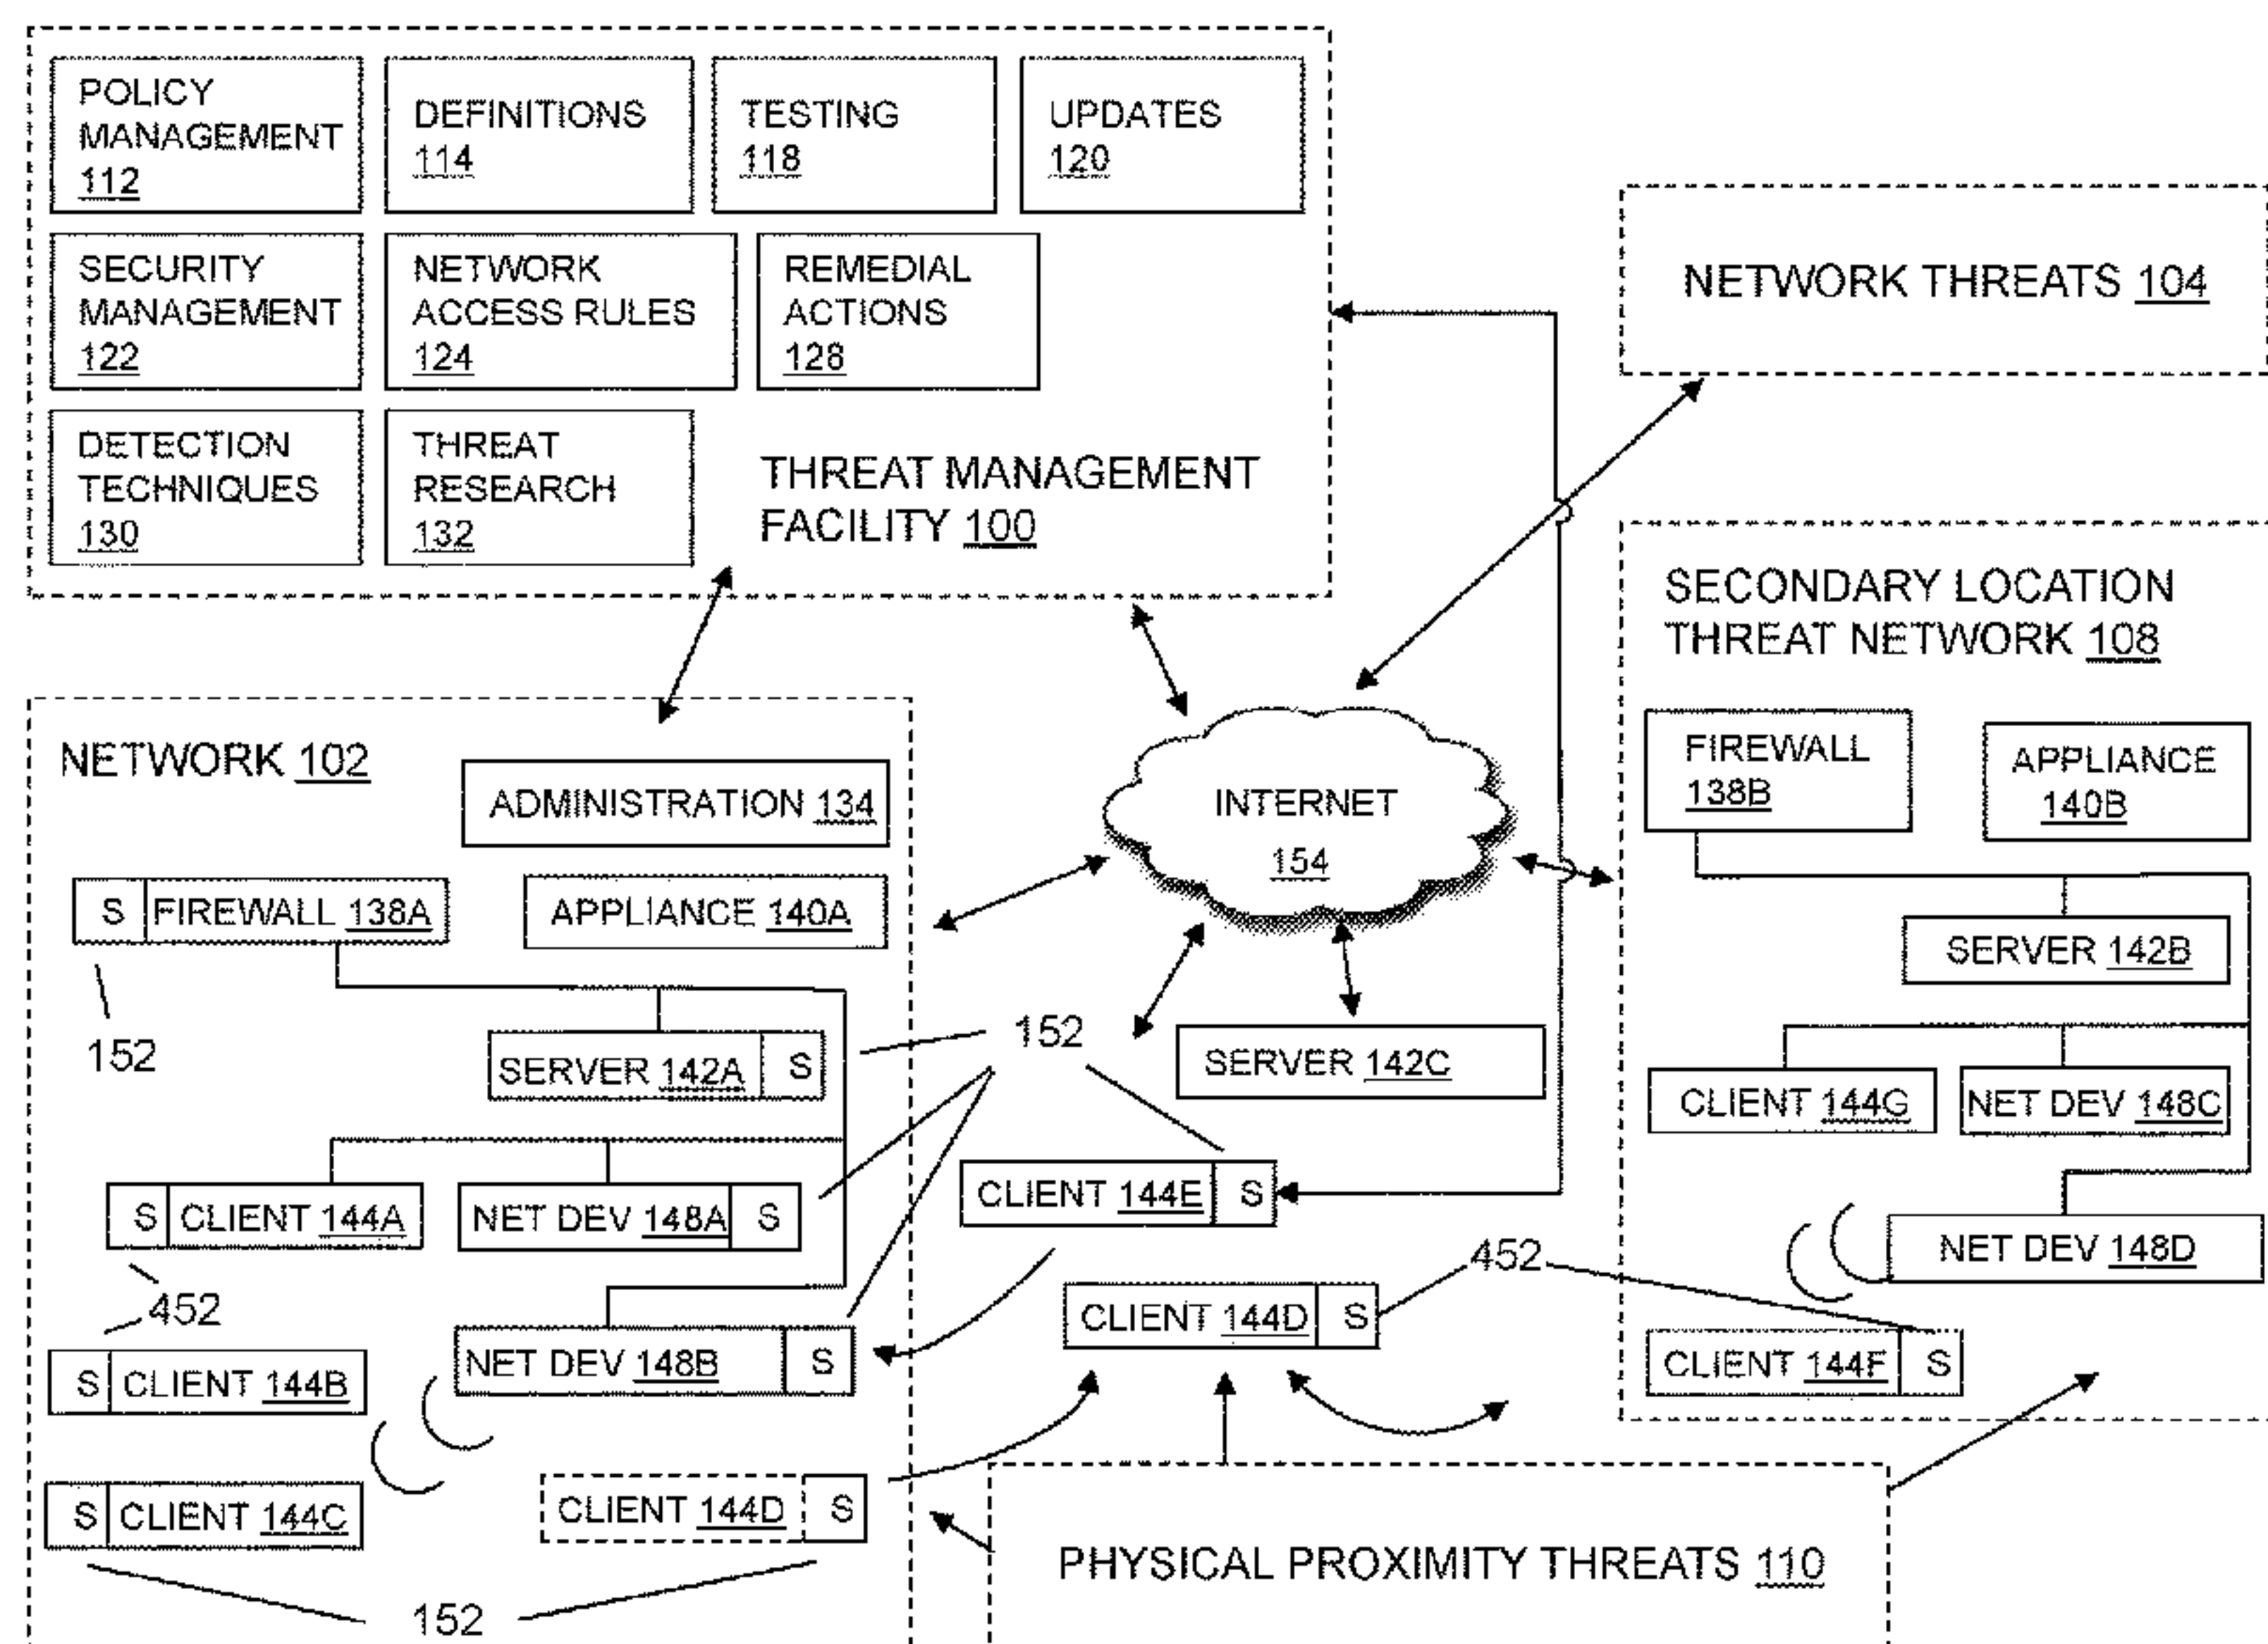 POLICY
MANAGEMENT
112
DEFINITIONS
114
TESTING
118
UPDATES
120
SECURITY
MANAGEMENT
122
NETWORK
ACCESS RULES
124
REMEDIAL
ACTIONS
128
DETECTION
TECHNIQUES
130
THREAT
RESEARCH
132
THREAT MANAGEMENT
FACILITY 100
NETWORK THREATS 104
SECONDARY LOCATION
THREAT NETWORK 108
FIREWALL
138B
APPLIANCE
140B
SERVER 142B
CLIENT 144G
NET DEV 148C
NET DEV 148D
CLIENT 144F S
INTERNET
154
NETWORK 102
ADMINISTRATION 134
S FIREWALL 138A
APPLIANCE 140A
152
SERVER 142A S
152
SERVER 142C
S CLIENT 144A
NET DEV 148A S
CLIENT 144E S
452
452
CLIENT 144D S
S CLIENT 144B
NET DEV 148B S
S CLIENT 144C
CLIENT 144D S
152
PHYSICAL PROXIMITY THREATS 110